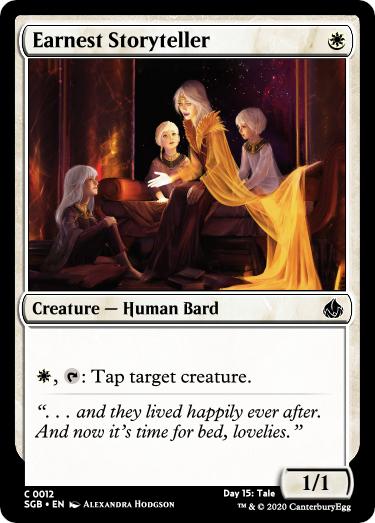 Earnest Storyteller
Creature — Human Bard
, : Tap target creature.
“. . . and they lived happily ever after.
And now it’s time for bed, lovelies.”
1/1
C 0012
SGB • EN Alexandra Hodgson
Day 15: Tale
™ & © 2020 CanterburyEgg